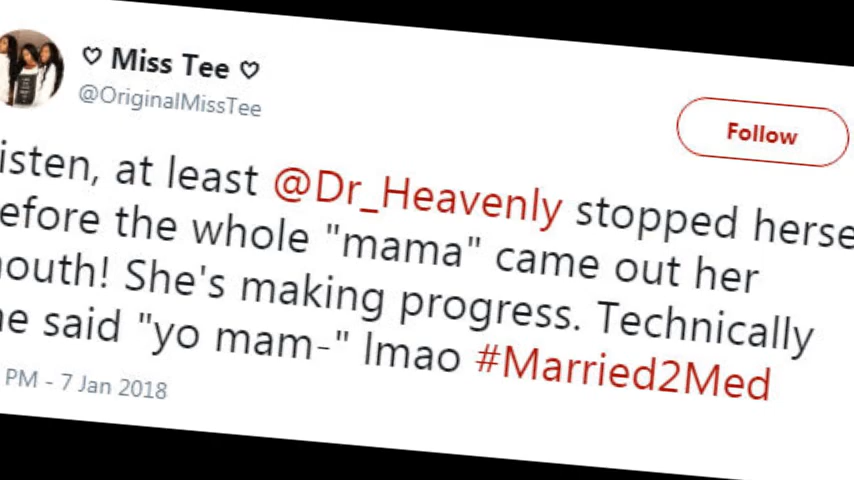 ♡ Miss Tee ♡
@OriginalMissTee
Follow
isten, at least @Dr_Heavenly stopped herse
efore the whole "mama" came out her
outh! She's making progress. Technically
e said "yo mam-" lmao #Married2Med
PM - 7 Jan 2018